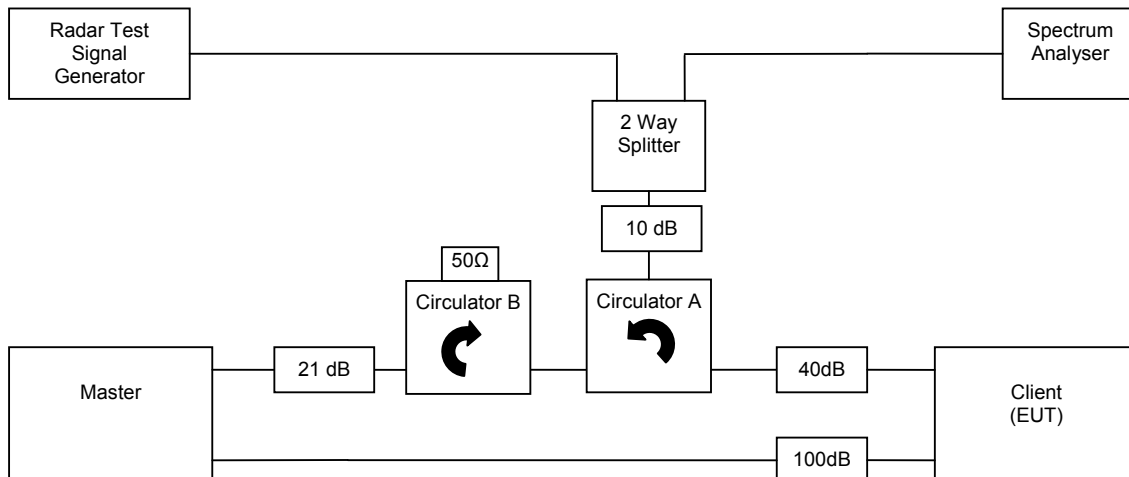 Radar Test
Signal
Generator
Spectrum
Analyser
2 Way
Splitter
10 dB
50Ω
Circulator B
Circulator A
Master
21 dB
40dB
Client
(EUT)
100dB